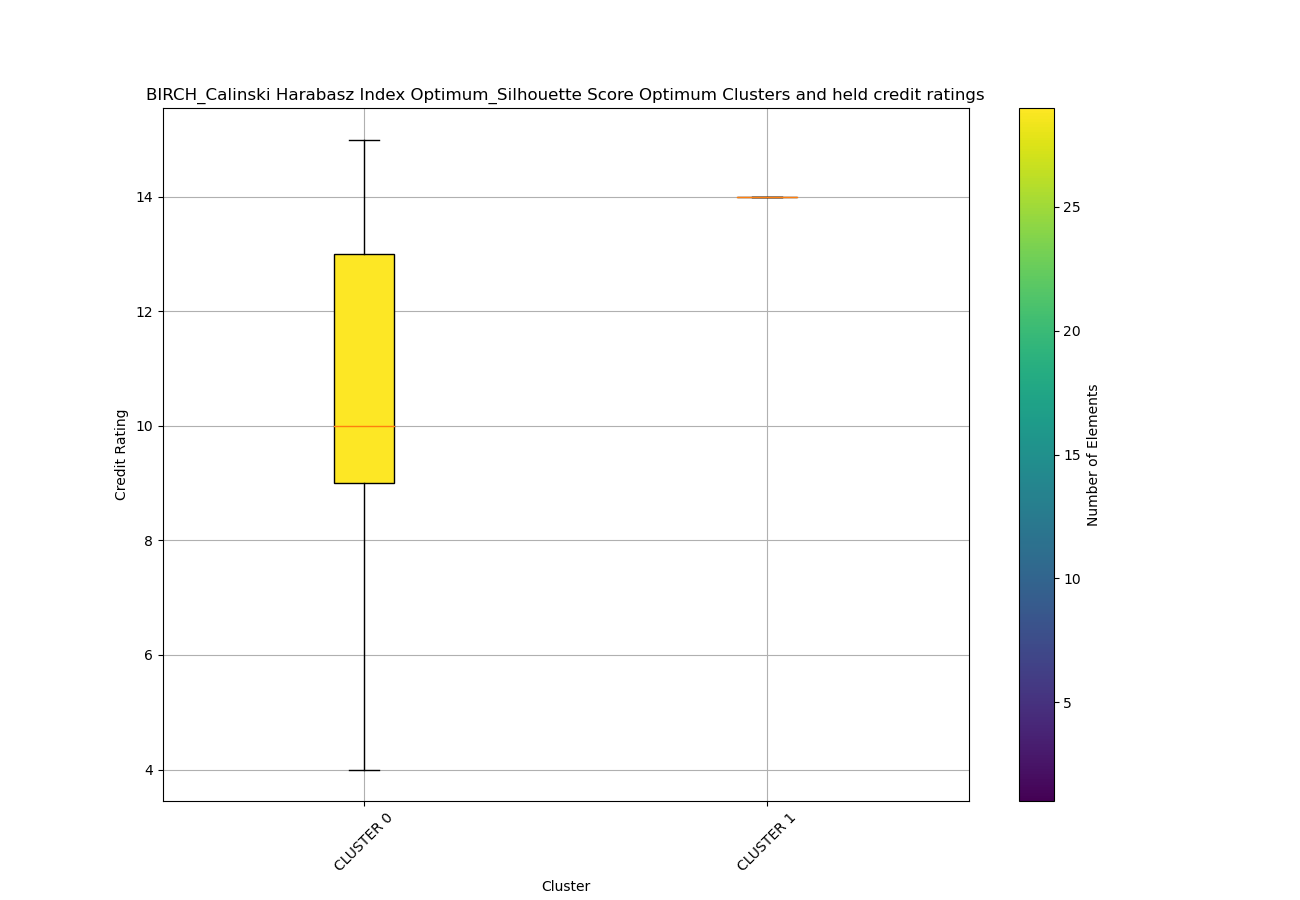 BIRCH_Calinski Harabasz Index Optimum_Silhouette Score Optimum Clusters and held credit ratings
14
12
10
8
6
4
Credit Rating
CLUSTER 0
CLUSTER 1
Cluster
25
20
15
10
5
Number of Elements